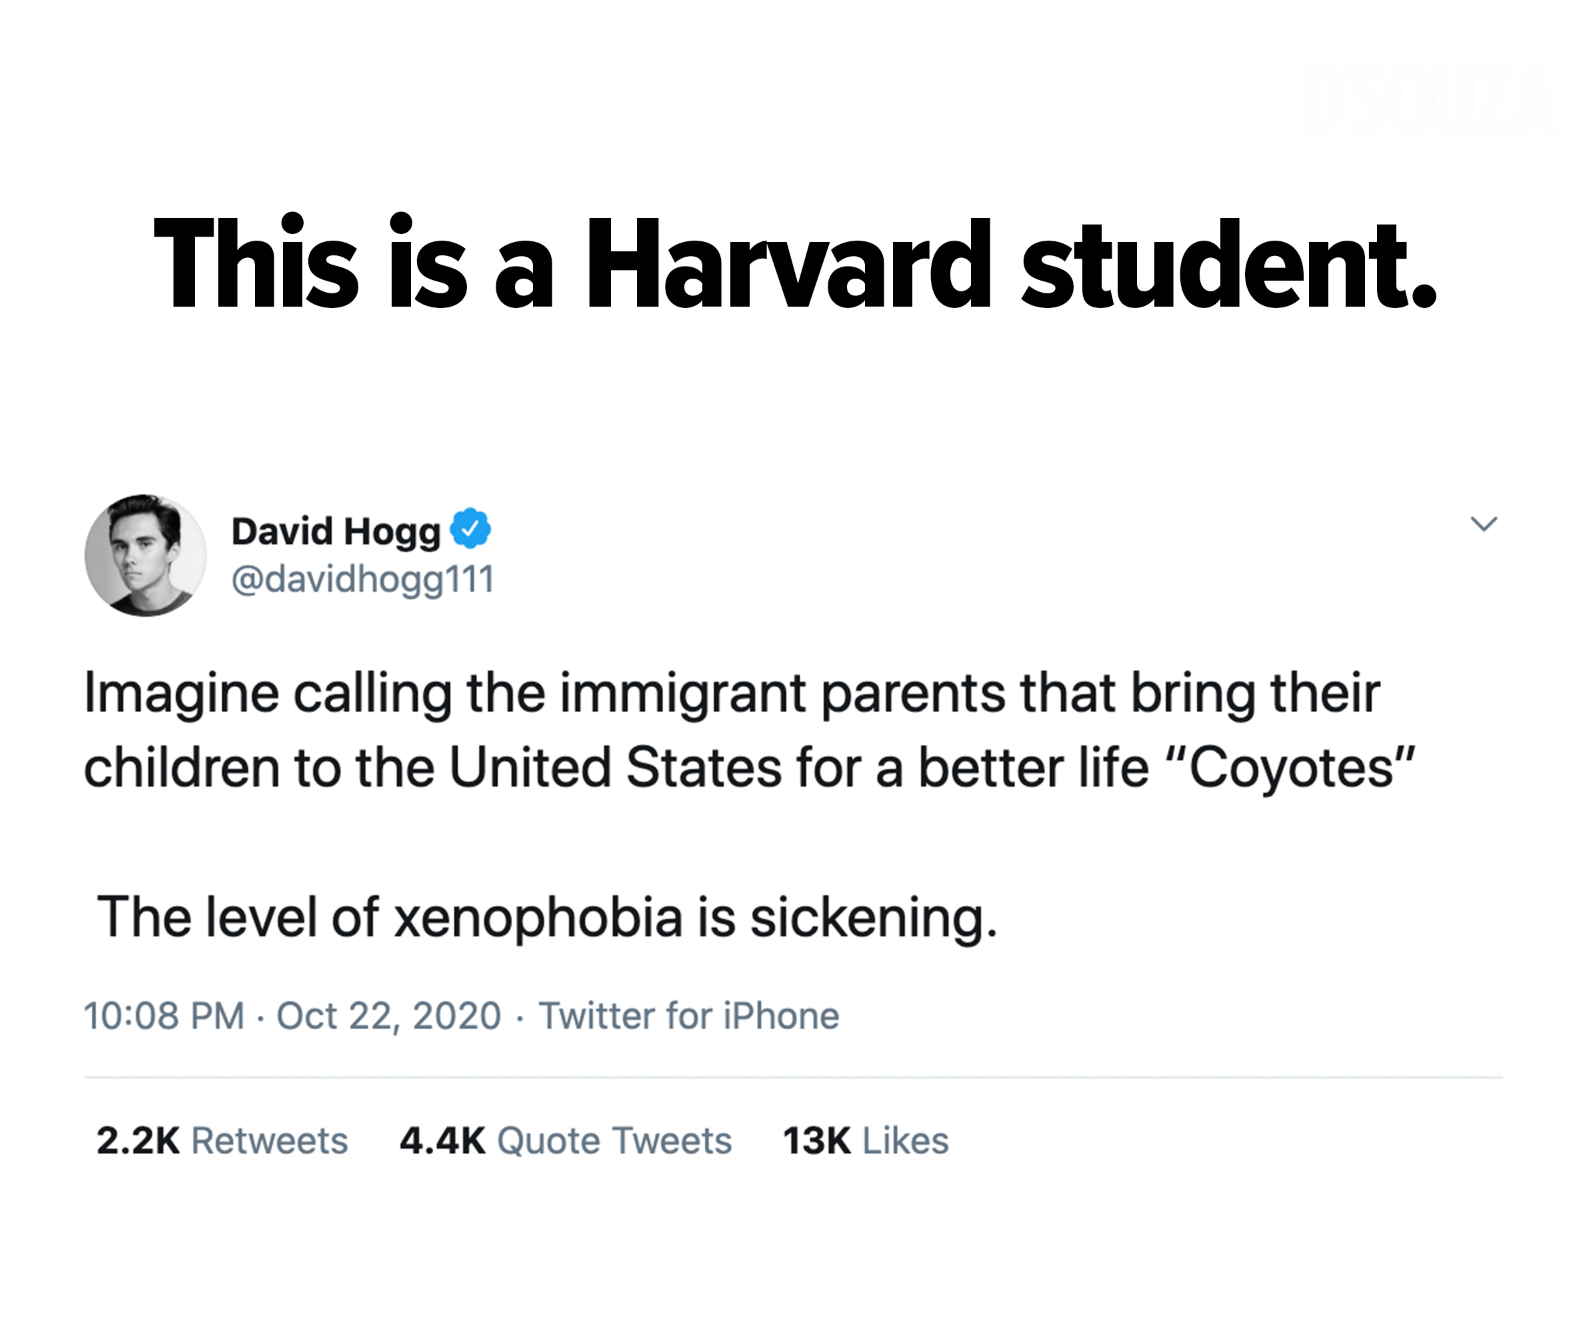 D'SOUZA
This is a Harvard student.
David Hogg
@davidhogg111
Imagine calling the immigrant parents that bring their
children to the United States for a better life “Coyotes”
The level of xenophobia is sickening.
10:08 PM · Oct 22, 2020 · Twitter for iPhone
2.2K Retweets 4.4K Quote Tweets 13K Likes